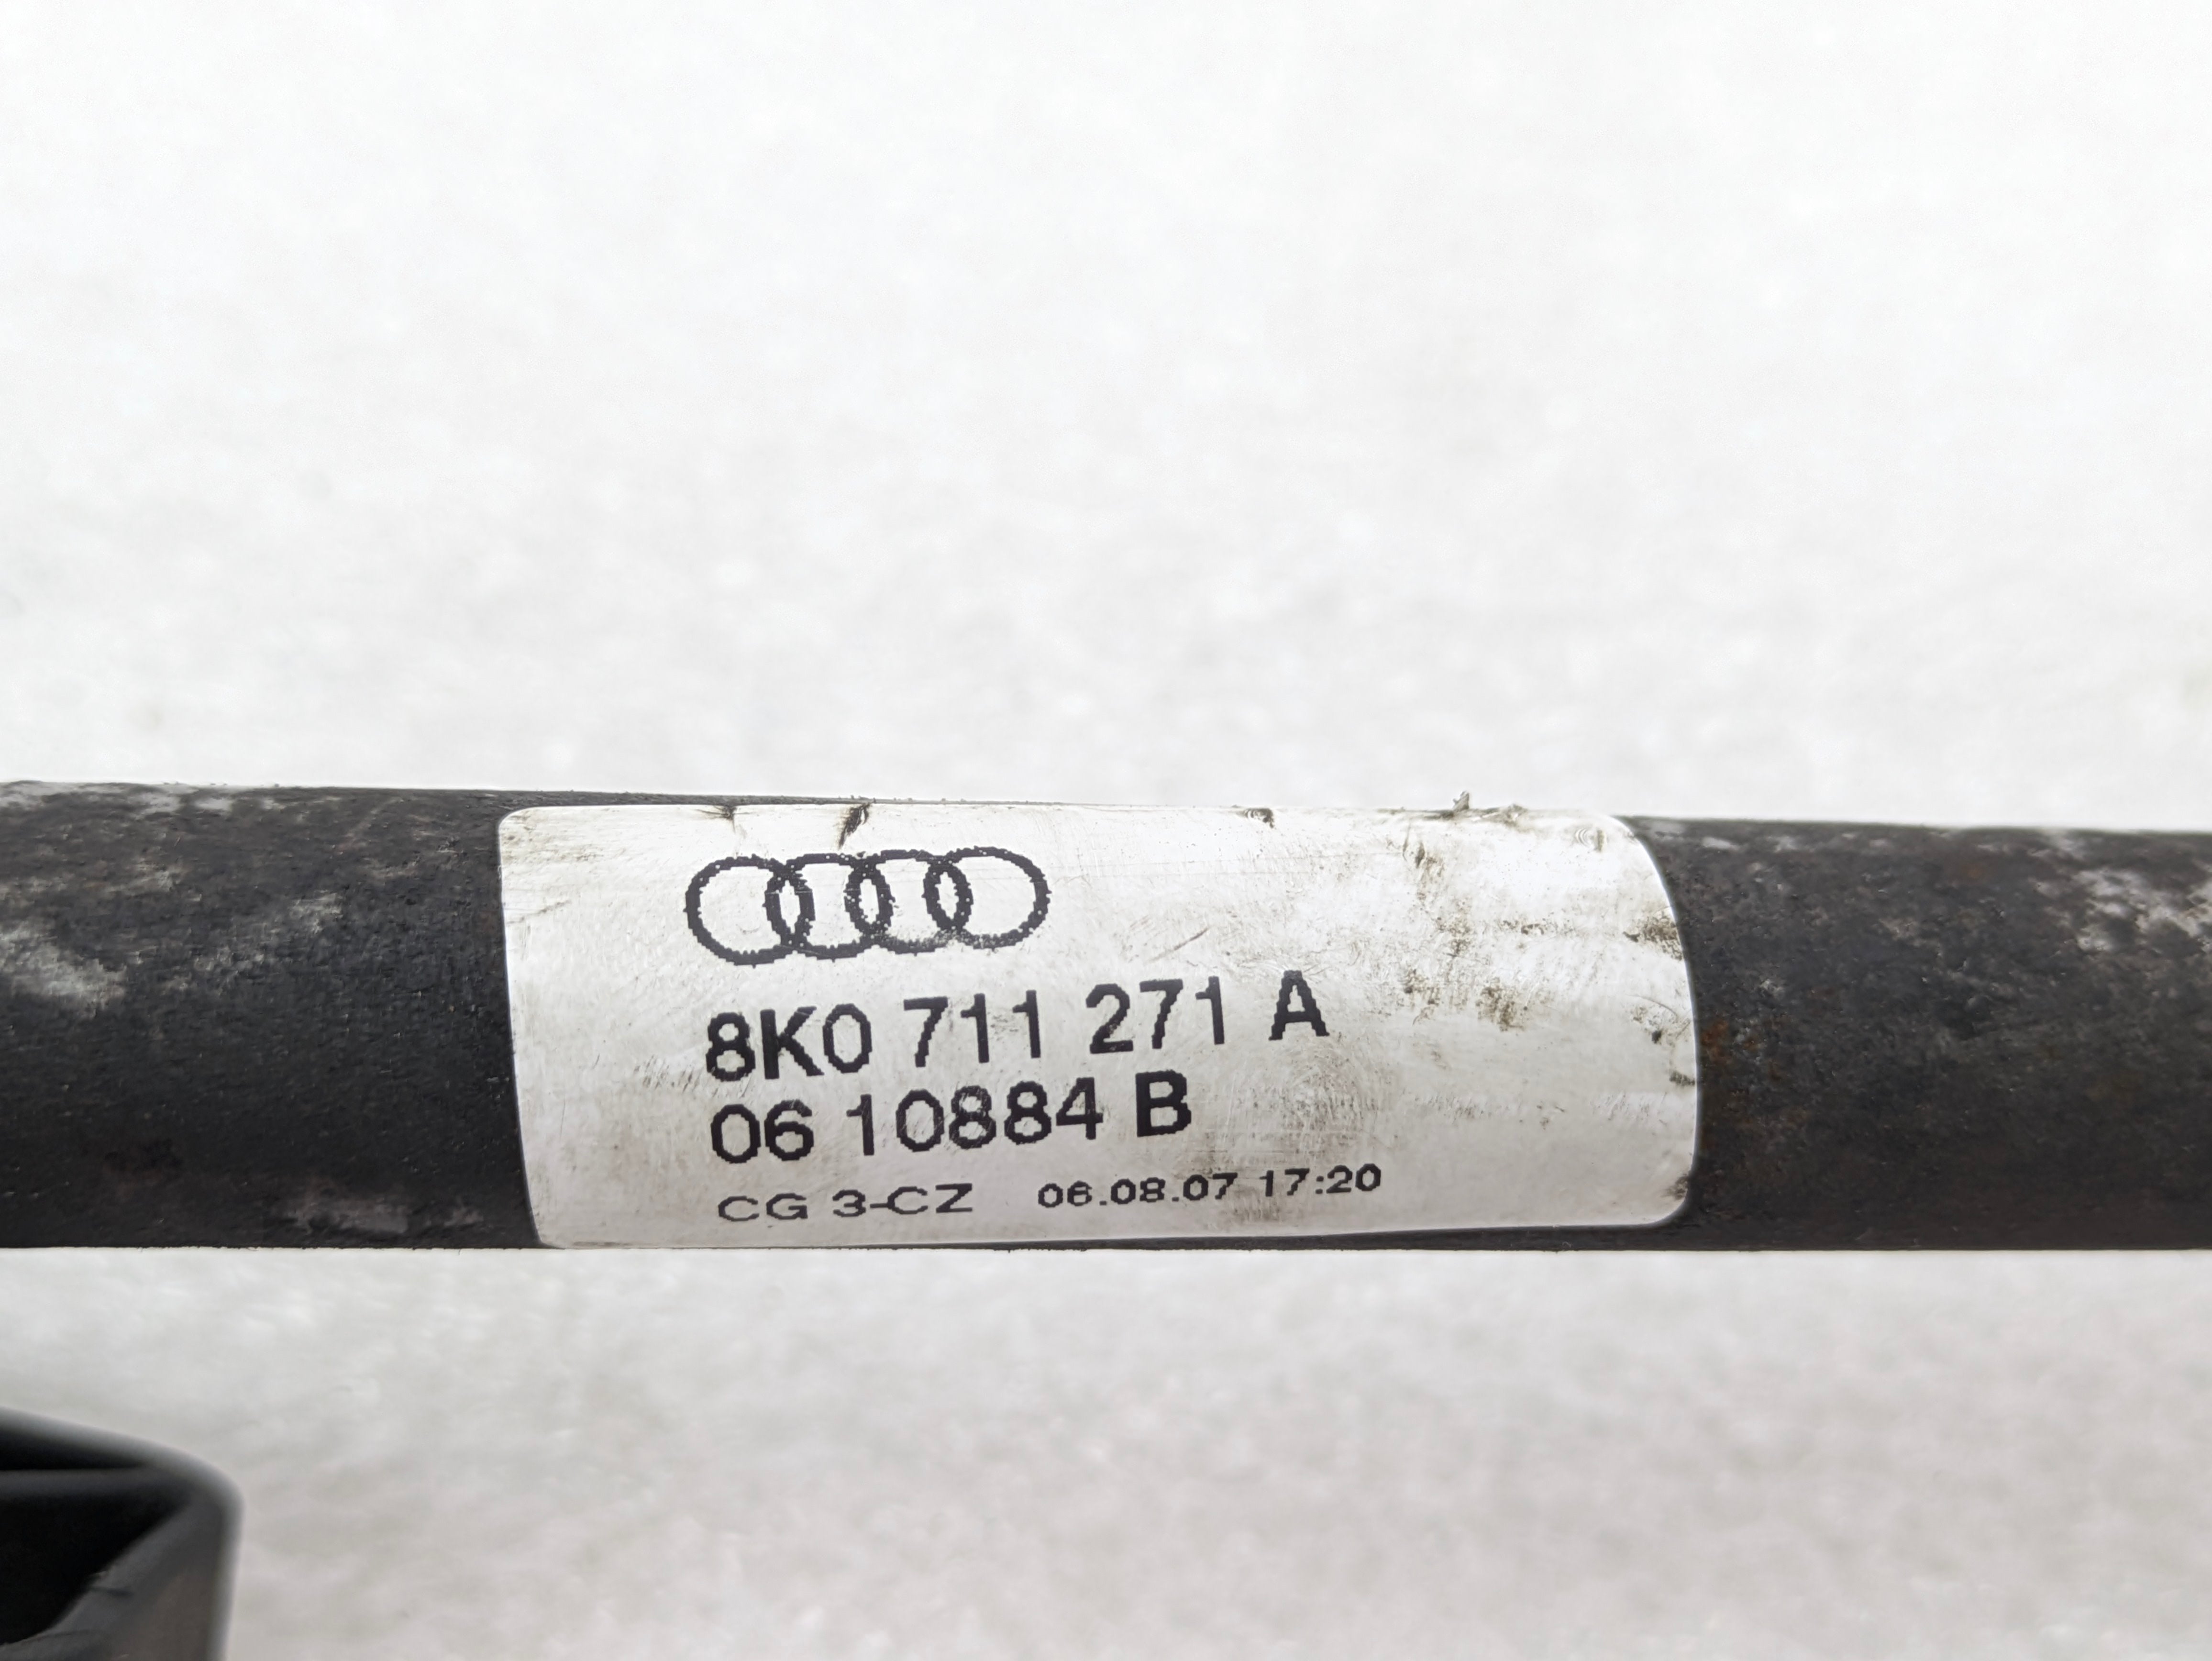 8K0 711 271 A
06 10884 B
CG 3-CZ 06.08.07 17:20